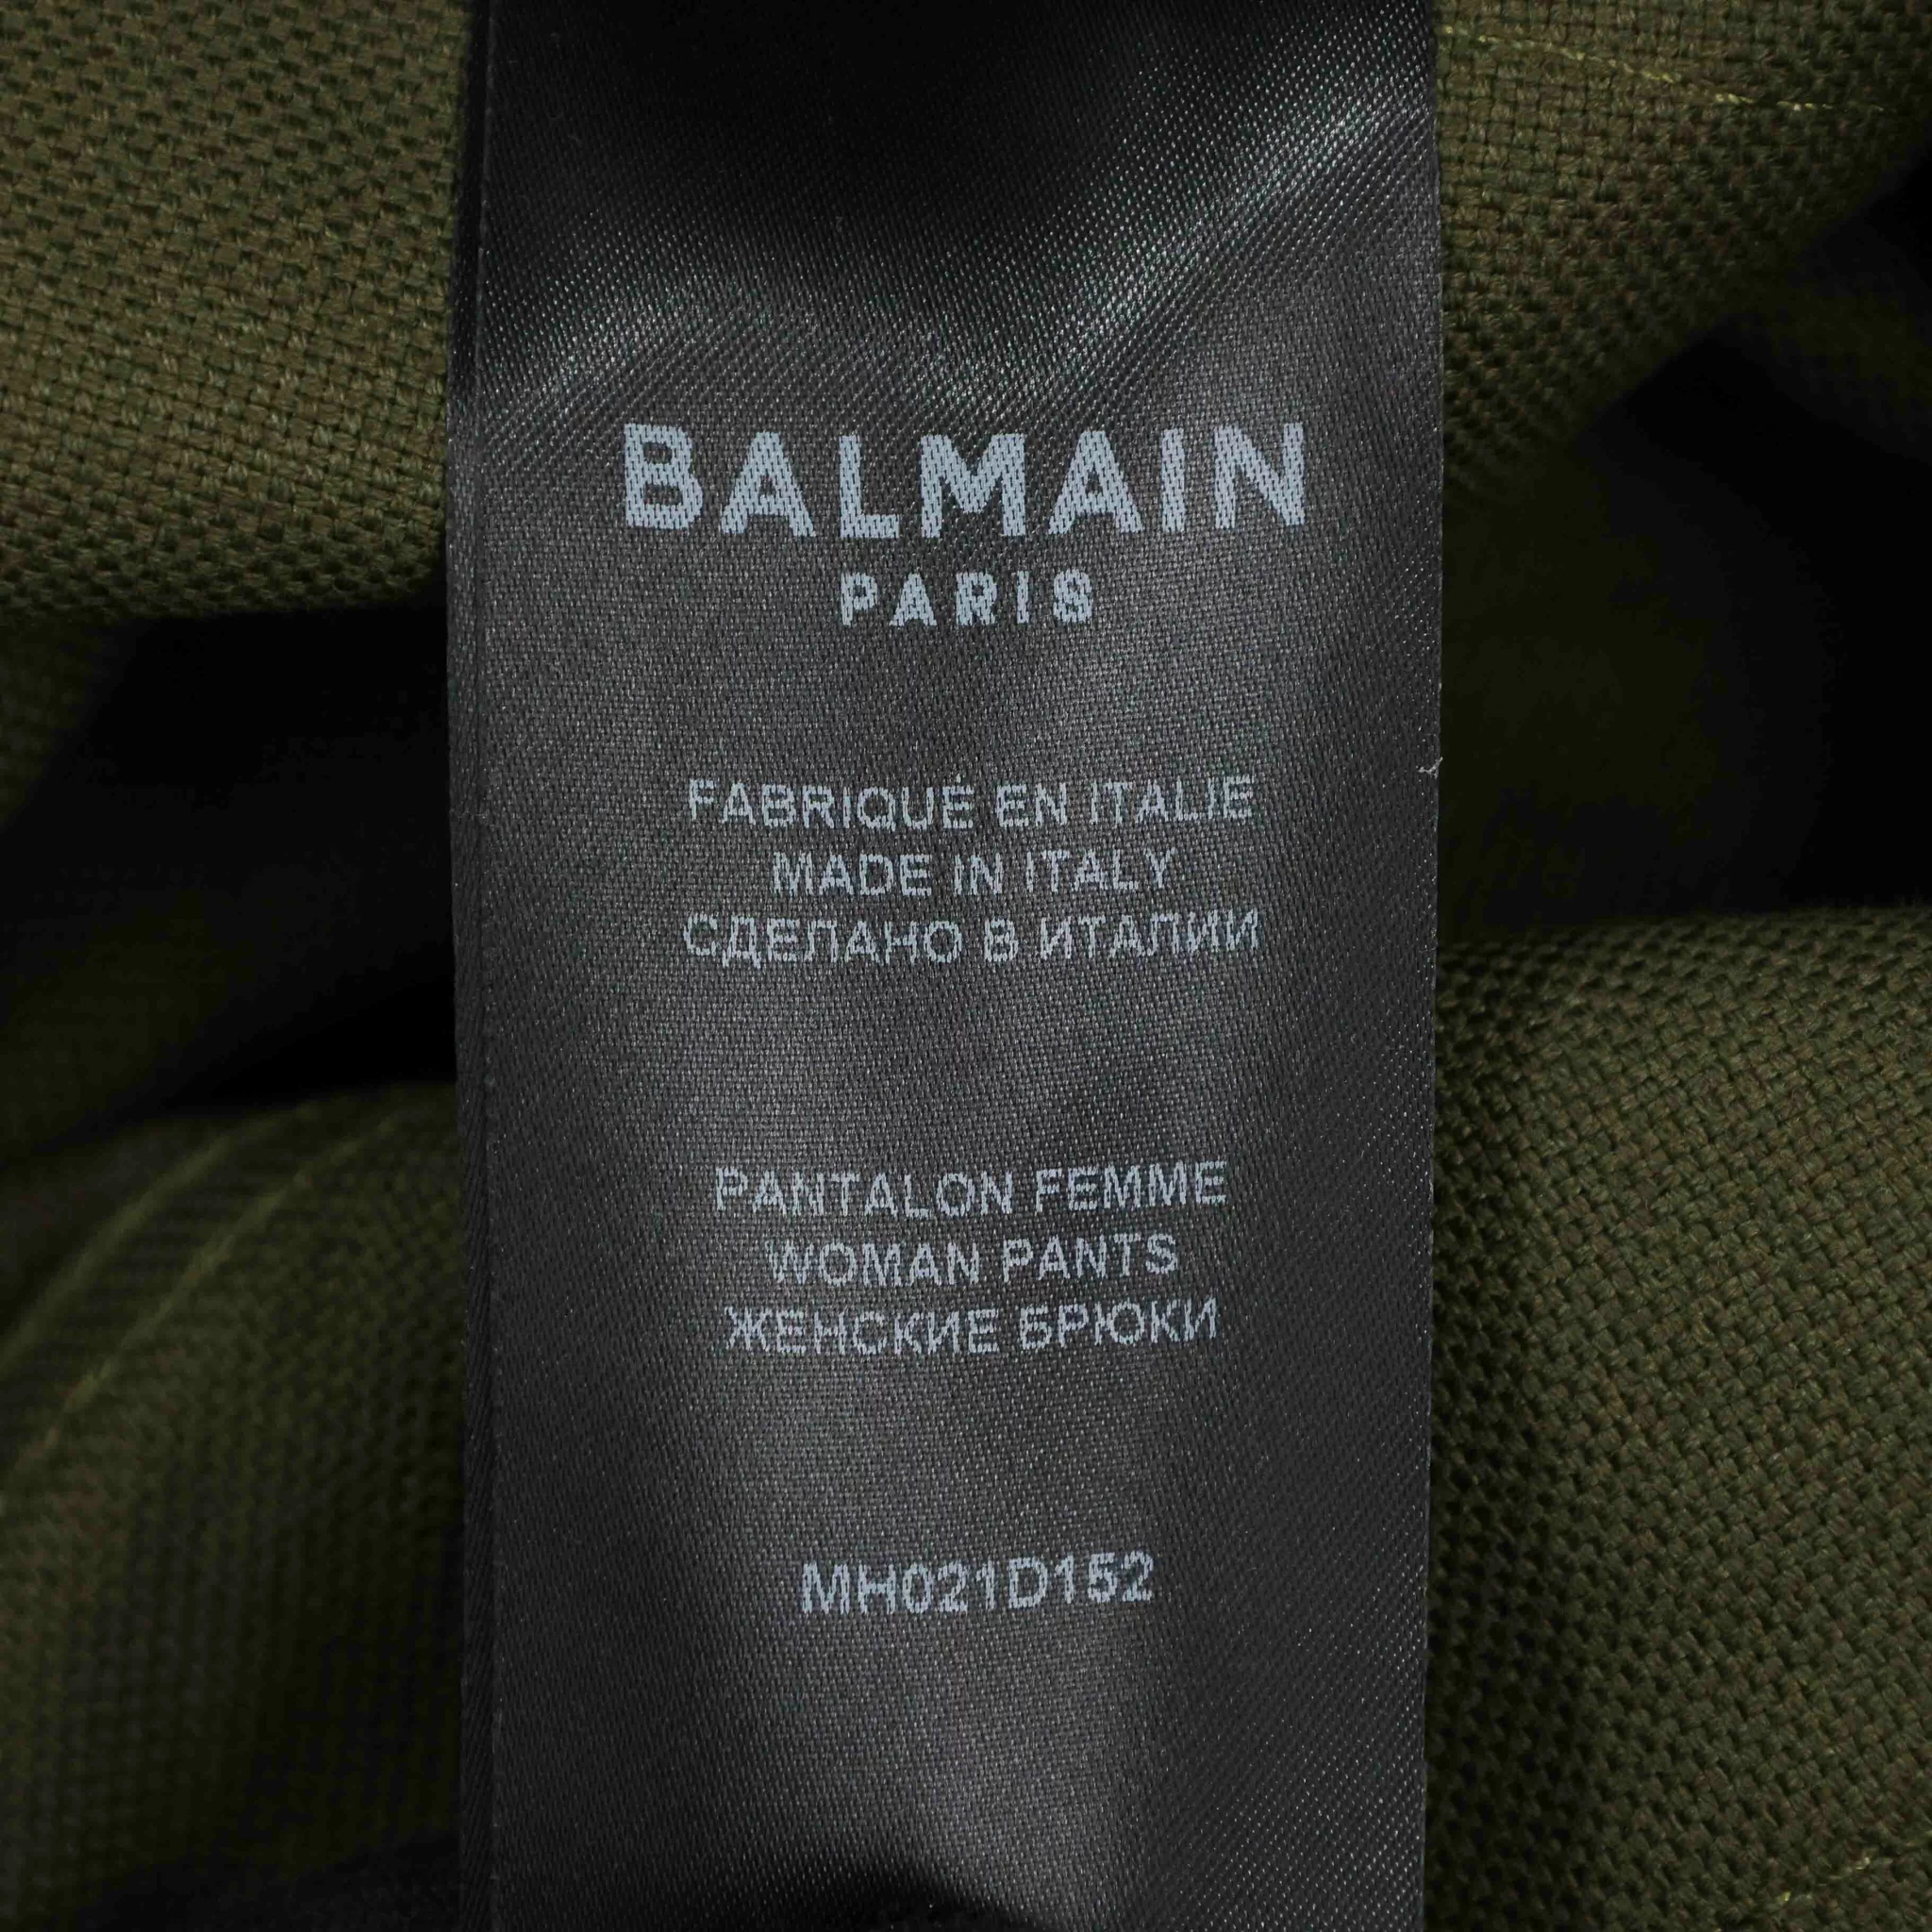 BALMAIN
PARIS
FABRIQUÉ EN ITALIE
MADE IN ITALY
СДЕЛАНО В ИТАЛИИ
PANTALON FEMME
WOMAN PANTS
ЖЕНСКИЕ БРЮКИ
MH021D152